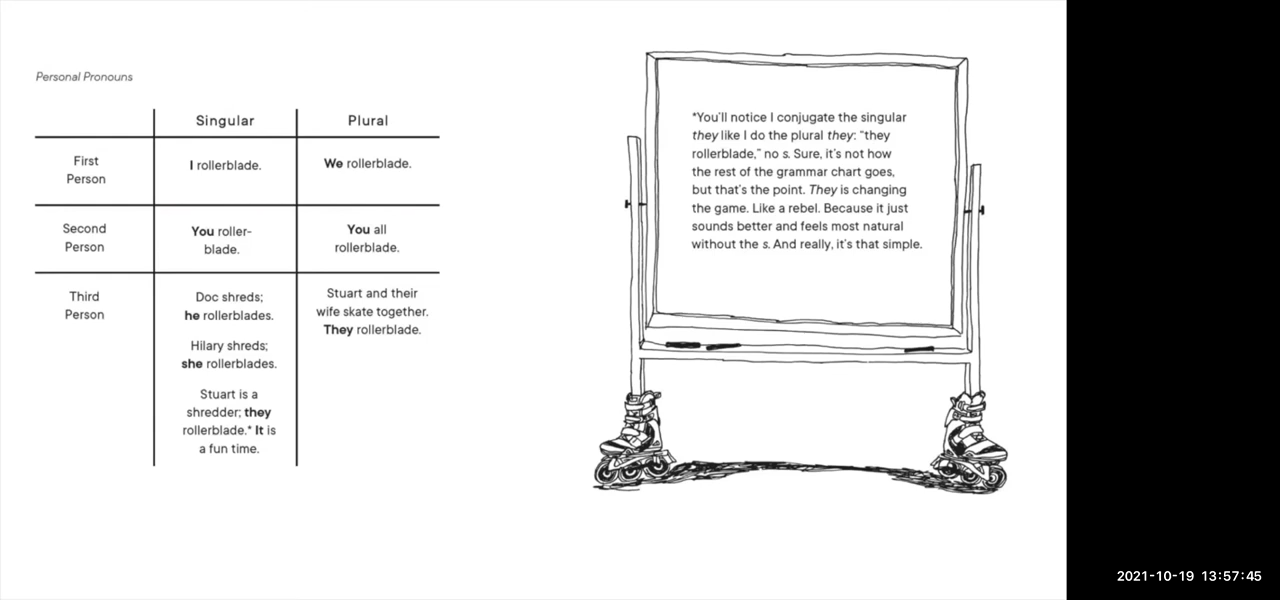 Personal Pronouns
Singular
Plural
First
Person
I rollerblade.
We rollerblade.
Second
Person
You roller-
blade.
You all
rollerblade.
Third
Person
Doc shreds;
he rollerblades.
Hilary shreds;
she rollerblades.
Stuart is a
shredder; they
rollerblade.* It is
a fun time.
Stuart and their
wife skate together.
They rollerblade.
*You'll notice I conjugate the singular
they like I do the plural they: "they
rollerblade," no s. Sure, it's not how
the rest of the grammar chart goes,
but that's the point. They is changing
the game. Like a rebel. Because it just
sounds better and feels most natural
without the s. And really, it's that simple.
2021-10-19 13:57:45